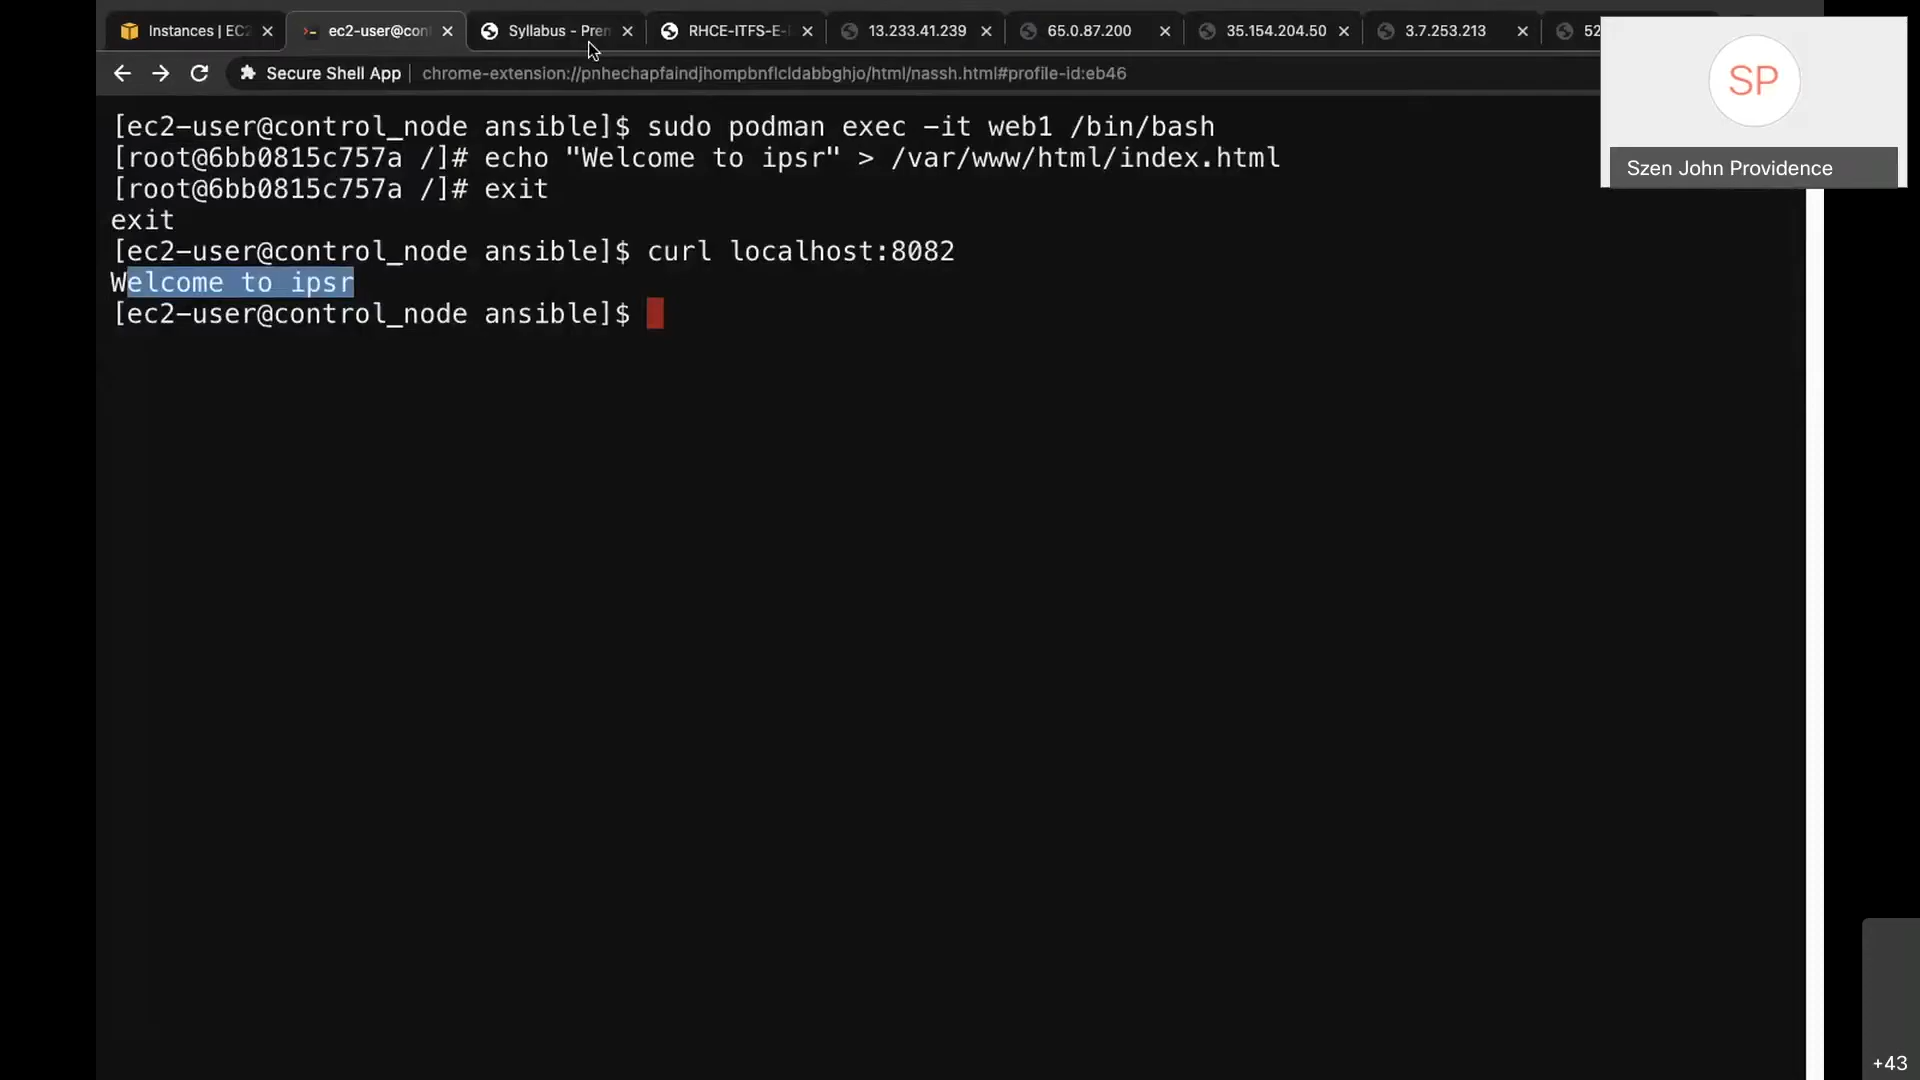 Instances | EC2
ec2-user@con
Syllabus - Prem
RHCE-ITFS-E-
13.233.41.239
65.0.87.200
35.154.204.50
3.7.253.213
52
Secure Shell App
chrome-extension://pnhechapfaindjhompbnflcldabbghjo/html/nassh.html#profile-id:eb46
SP
Szen John Providence
[ec2-user@control_node ansible]$ sudo podman exec -it web1 /bin/bash
[root@6bb0815c757a /]# echo "Welcome to ipsr" > /var/www/html/index.html
[root@6bb0815c757a /]# exit
exit
[ec2-user@control_node ansible]$ curl localhost:8082
Welcome to ipsr
[ec2-user@control_node ansible]$
+43